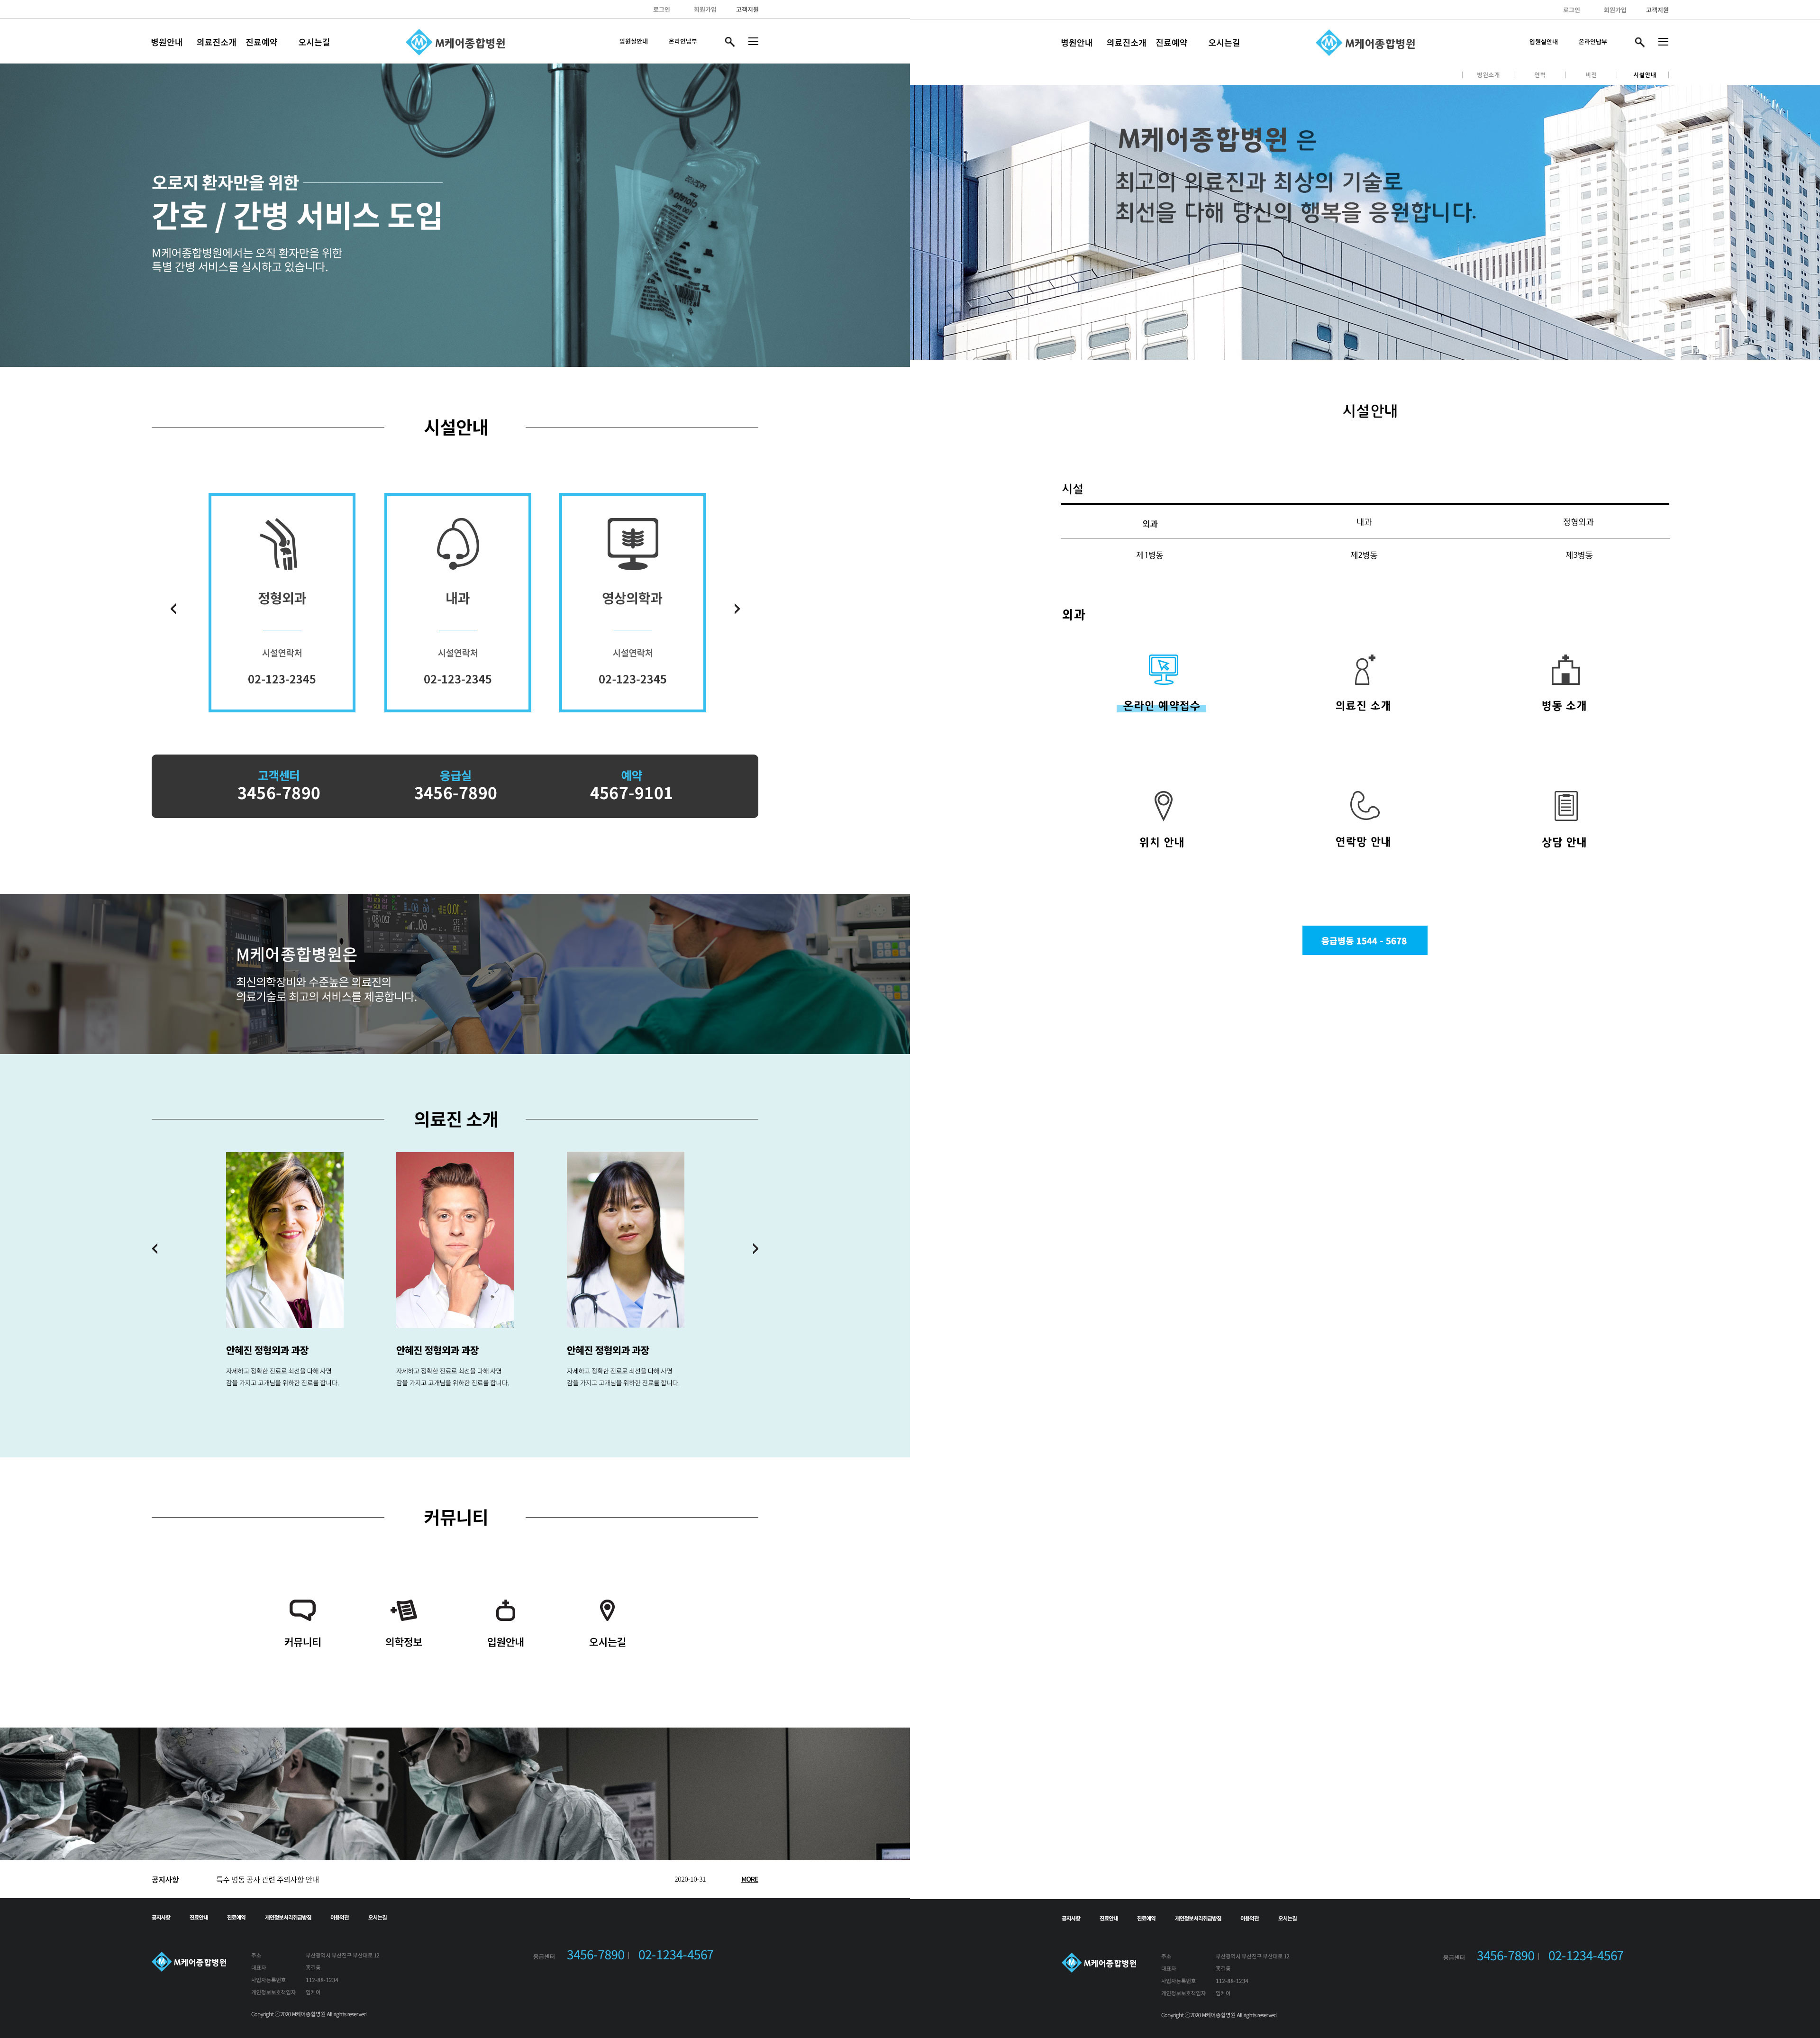 로그인 회원가입 고객지원
병원안내 의료진소개 진료예약 오시는길 M케어종합병원 입원실안내 온라인납부
오로지 환자만을 위한
간호 / 간병 서비스 도입
M케어종합병원에서는 오직 환자만을 위한
특별 간병 서비스를 실시하고 있습니다.
시설안내
정형외과 내과 영상의학과
시설연락처 시설연락처 시설연락처
02-123-2345 02-123-2345 02-123-2345
고객센터 응급실 예약
3456-7890 3456-7890 4567-9101
M케어종합병원은
최신의학장비와 수준높은 의료진의
의료기술로 최고의 서비스를 제공합니다.
의료진 소개
안혜진 정형외과 과장 안혜진 정형외과 과장 안혜진 정형외과 과장
자세하고 정확한 진료로 최선을 다해 사명 자세하고 정확한 진료로 최선을 다해 사명 자세하고 정확한 진료로 최선을 다해 사명
감을 가지고 고개님을 위하한 진료를 합니다. 감을 가지고 고개님을 위하한 진료를 합니다. 감을 가지고 고개님을 위하한 진료를 합니다.
커뮤니티
커뮤니티 의학정보 입원안내 오시는길
공지사항 특수 병동 공사 관련 주의사항 안내 2020-10-31 MORE
공지사항 진료안내 진료예약 개인정보처리취급방침 이용약관 오시는길
M케어종합병원
주소 부산광역시 부산진구 부산대로 12
대표자 홍길동
사업자등록번호 112-88-1234
개인정보보호책임자 임케어
Copyright ⓒ2020 M케어종합병원 All rights reserved
응급센터 3456-7890 | 02-1234-4567
로그인 회원가입 고객지원
병원안내 의료진소개 진료예약 오시는길 M케어종합병원 입원실안내 온라인납부
병원소개 연혁 비전 시설안내
M케어종합병원 은
최고의 의료진과 최상의 기술로
최선을 다해 당신의 행복을 응원합니다.
시설안내
시설
외과 내과 정형외과
제1병동 제2병동 제3병동
외과
온라인 예약접수 의료진 소개 병동 소개
위치 안내 연락망 안내 상담 안내
응급병동 1544 - 5678
공지사항 진료안내 진료예약 개인정보처리취급방침 이용약관 오시는길
M케어종합병원
주소 부산광역시 부산진구 부산대로 12
대표자 홍길동
사업자등록번호 112-88-1234
개인정보보호책임자 임케어
Copyright ⓒ2020 M케어종합병원 All rights reserved
응급센터 3456-7890 | 02-1234-4567